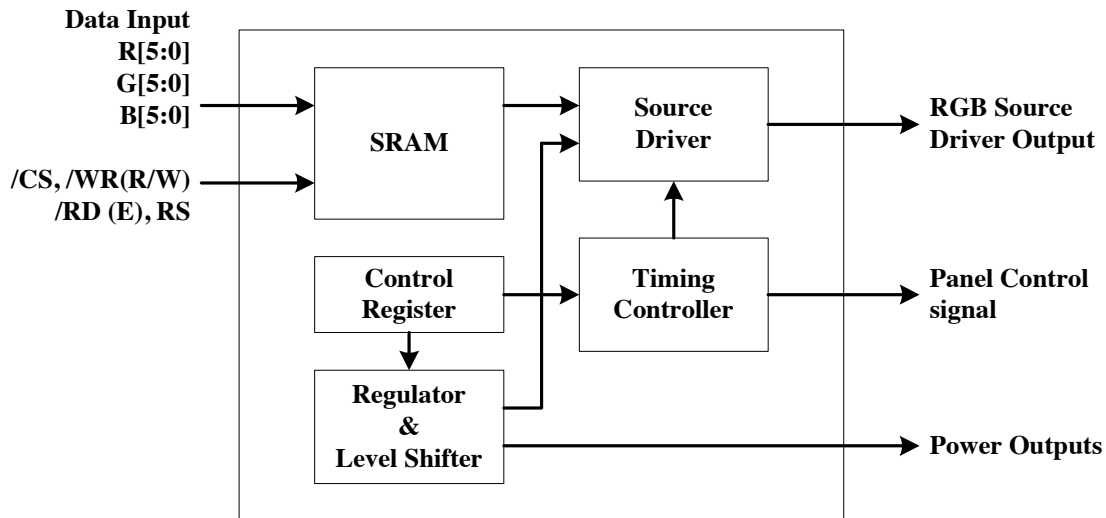 Data Input
R[5:0]
G[5:0]
B[5:0]
/CS, /WR(R/W)
/RD (E), RS
SRAM
Source
Driver
RGB Source
Driver Output
Control
Register
Timing
Controller
Panel Control
signal
Regulator
&
Level Shifter
Power Outputs